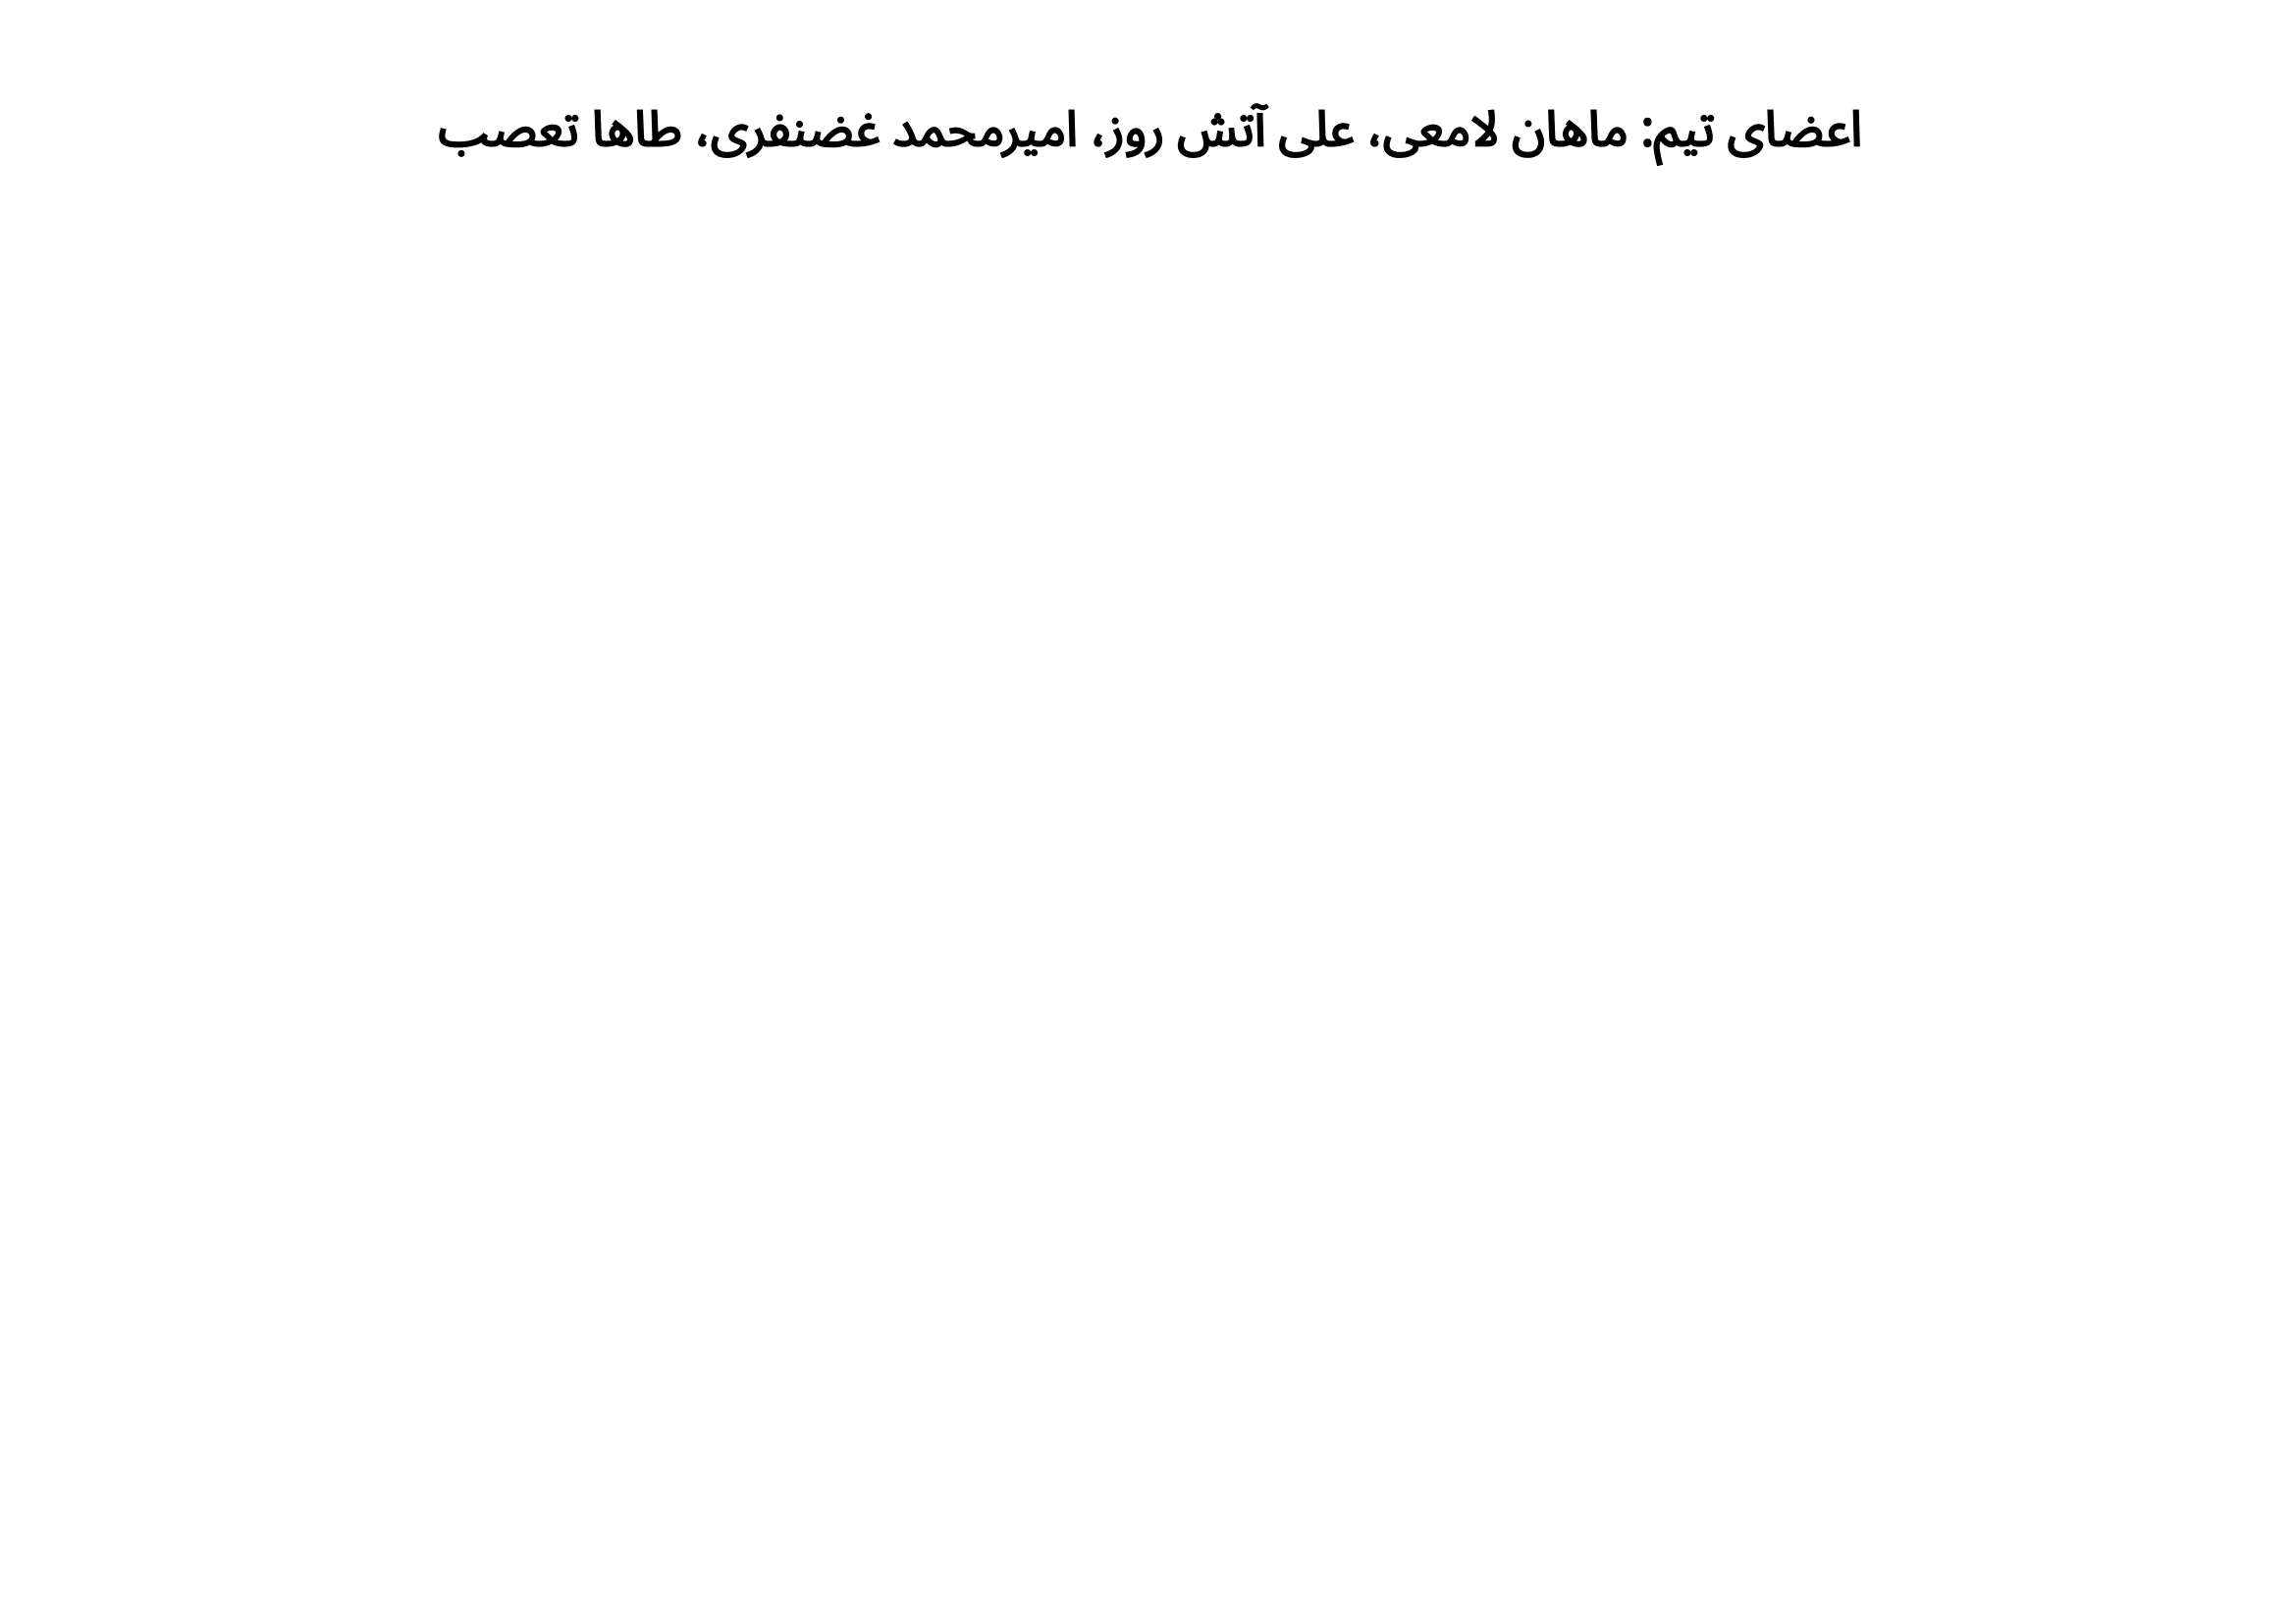 اعضای تیم: ماهان لامعی، علی آتش روز، امیرمحمد غضنفری، طاها تعصب